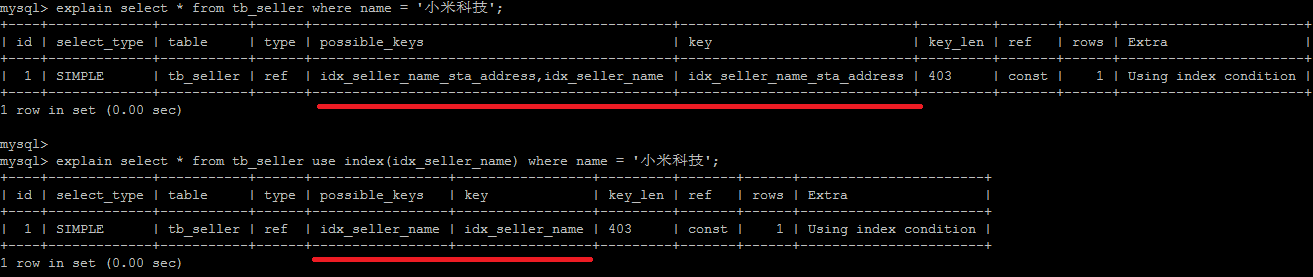 mysql> explain select * from tb_seller where name = '小米科技';
+----+-------------+-----------+------+------------------------------------------+-----------------------------+---------+-------+------+-----------------------+
| id | select_type | table     | type | possible_keys                            | key                         | key_len | ref   | rows | Extra                 |
+----+-------------+-----------+------+------------------------------------------+-----------------------------+---------+-------+------+-----------------------+
| 1 | SIMPLE      | tb_seller | ref  | idx_seller_name_sta_address,idx_seller_name | idx_seller_name_sta_address | 403     | const |    1 | Using index condition |
+----+-------------+-----------+------+------------------------------------------+-----------------------------+---------+-------+------+-----------------------+
1 row in set (0.00 sec)
mysql>
mysql> explain select * from tb_seller use index(idx_seller_name) where name = '小米科技';
+----+-------------+-----------+------+-----------------+-----------------+---------+-------+------+-----------------------+
| id | select_type | table     | type | possible_keys   | key             | key_len | ref   | rows | Extra                 |
+----+-------------+-----------+------+-----------------+-----------------+---------+-------+------+-----------------------+
| 1 | SIMPLE      | tb_seller | ref  | idx_seller_name | idx_seller_name | 403     | const |    1 | Using index condition |
+----+-------------+-----------+------+-----------------+-----------------+---------+-------+------+-----------------------+
1 row in set (0.00 sec)